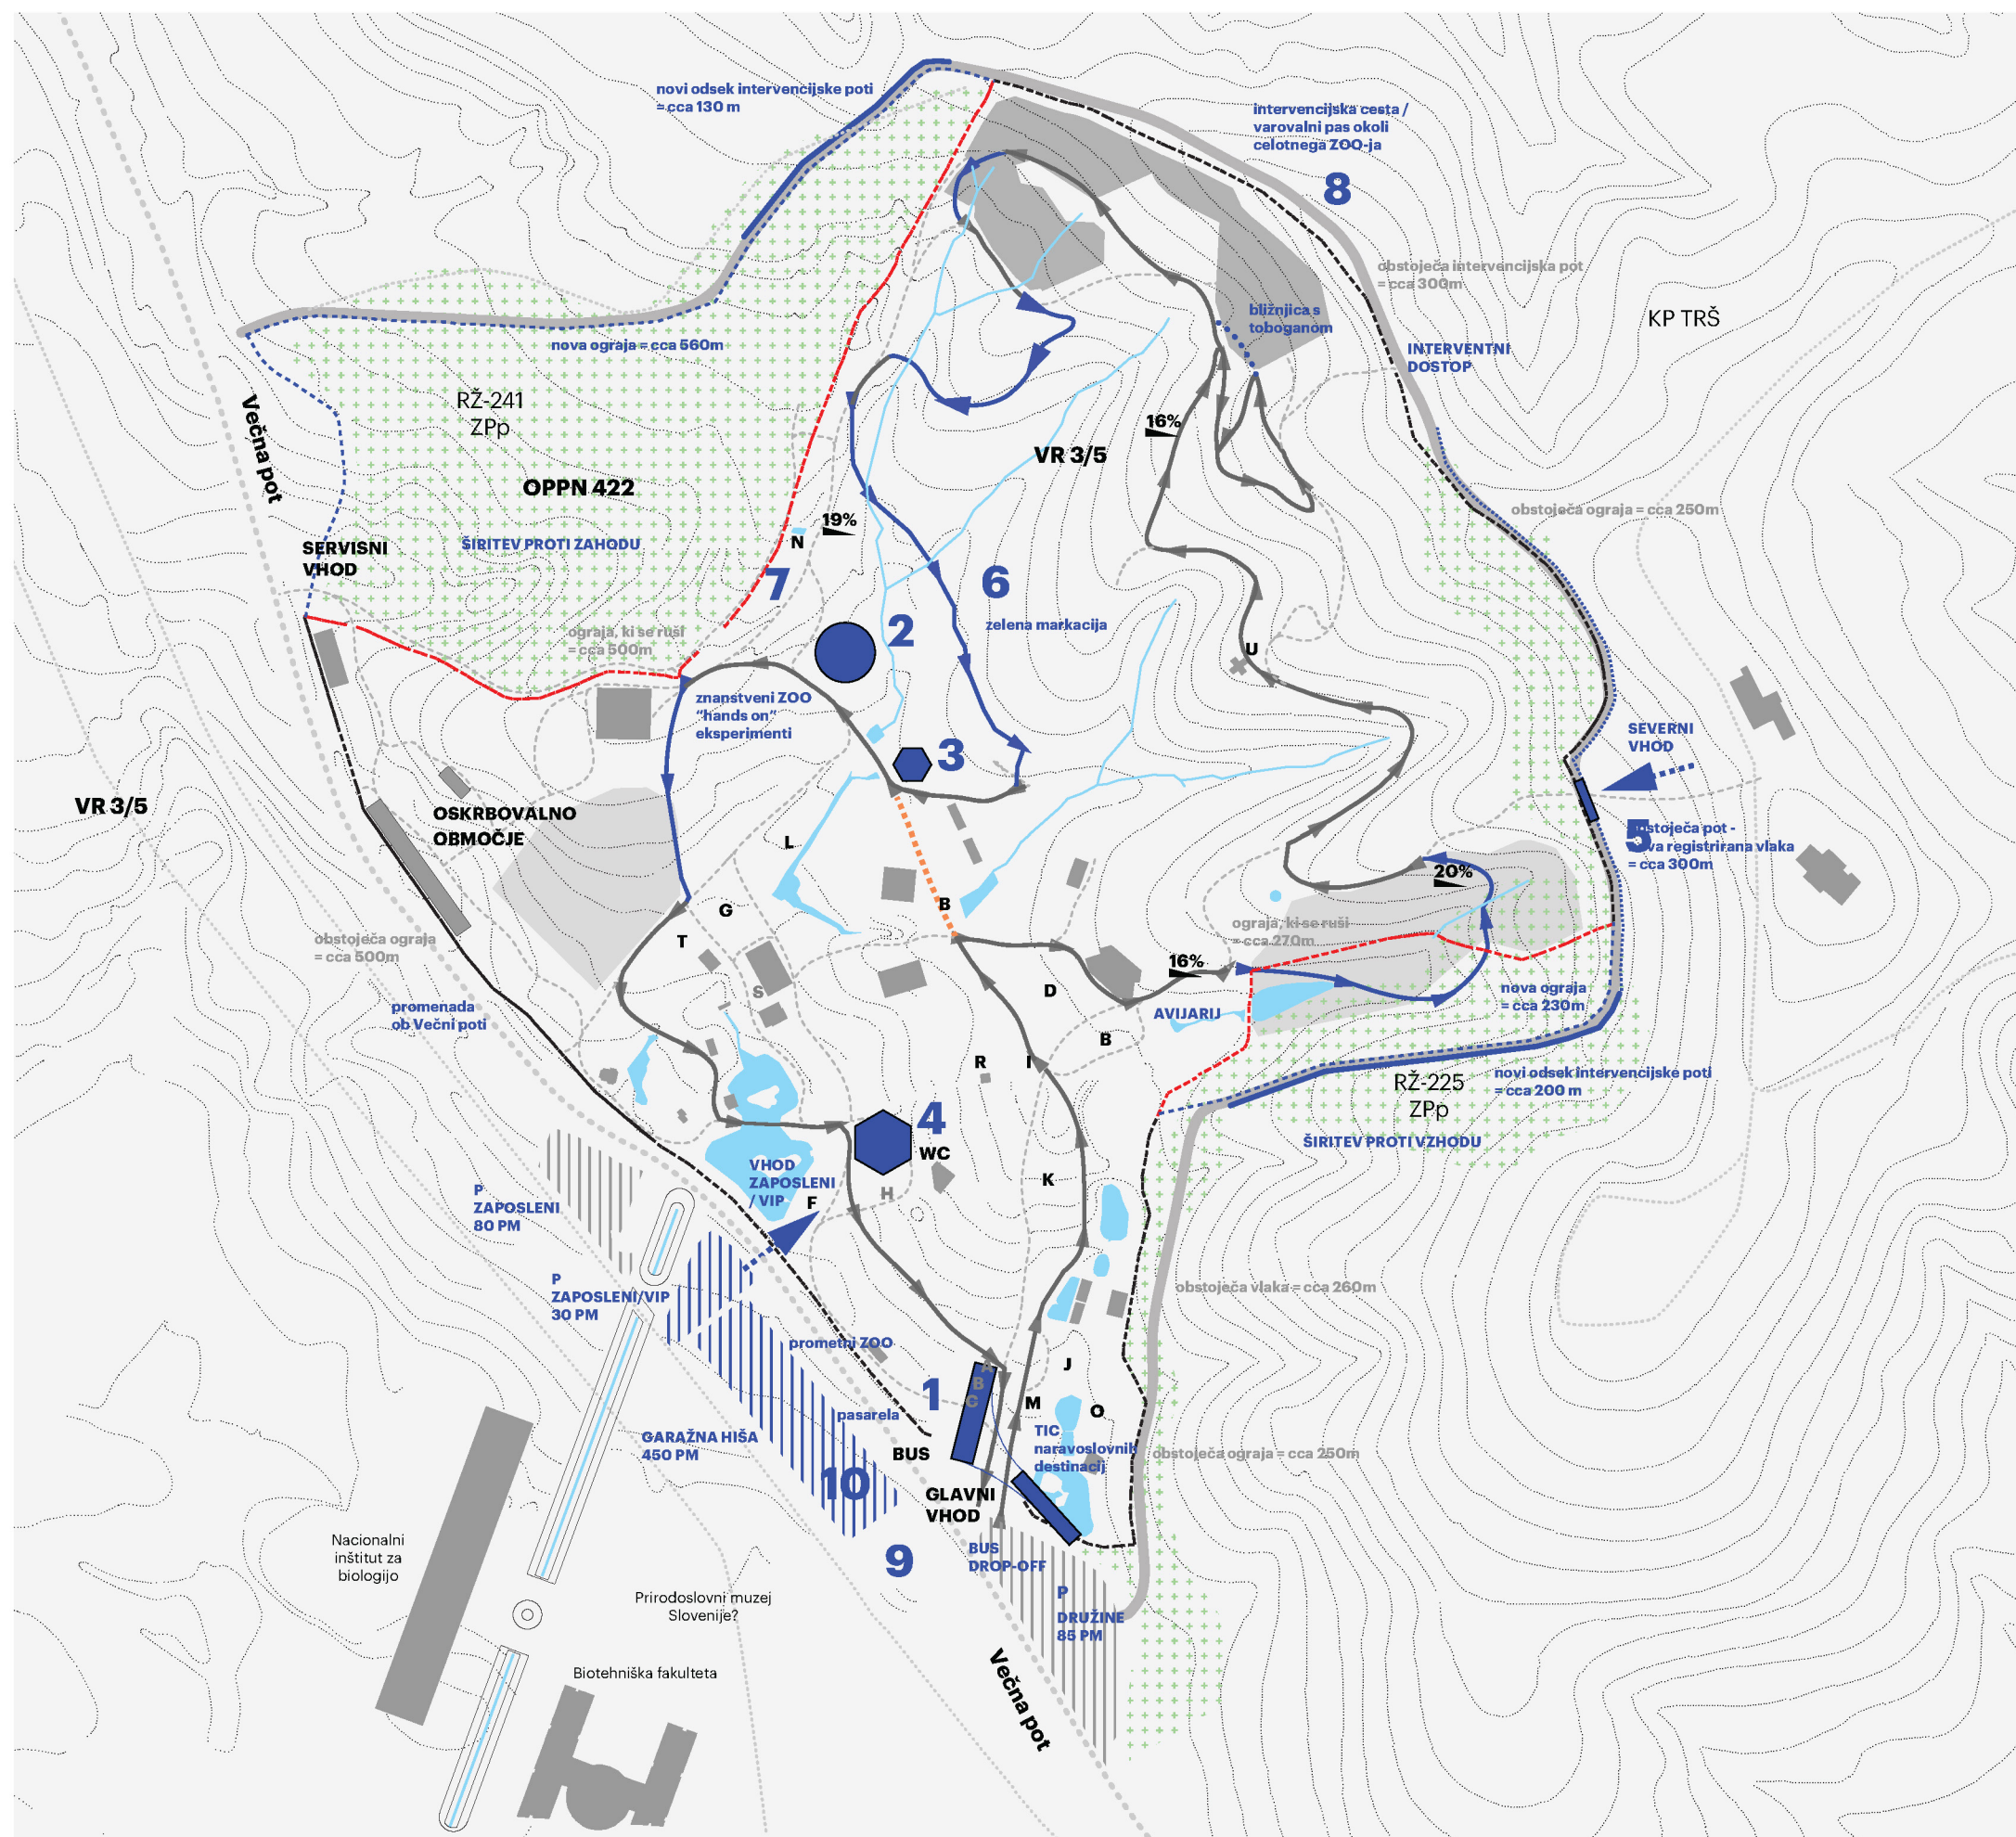 novi odsek intervencijske poti
= cca 130 m
intervencijska cesta /
varovalni pas okoli
celotnega ZOO-ja
8
obstoječa intervencijska pot
= cca 300m
KP TRŠ
bližnjica s
toboganom
nova ograja = cca 560m
INTERVENTNI
DOSTOP
RŽ-241
ZPp
Večna pot
16%
VR 3/5
OPPN 422
obstoječa ograja = cca 250m
19%
ŠIRITEV PROTI ZAHODU
N
SERVISNI
VHOD
7
6
2
zelena markacija
ograja, ki se ruši
= cca 500m
U
znanstveni ZOO
"hands on"
eksperimenti
3
SEVERNI
VHOD
VR 3/5
OSKRBOVALNO
OBMOČJE
L
5
obstoječa pot -
nova registrirana vlaka
= cca 300m
20%
B
G
T
ograja, ki se ruši
= cca 270m
obstoječa ograja
= cca 500m
16%
S
D
nova ograja
= cca 230m
promenada
ob Večni poti
AVIJARIJ
B
R
I
RŽ-225
ZPp
novi odsek intervencijske poti
= cca 200 m
4
WC
ŠIRITEV PROTI VZHODU
VHOD
ZAPOSLENI
/ VIP
F
H
K
P
ZAPOSLENI
80 PM
P
ZAPOSLENI/VIP
30 PM
obstoječa vlaka = cca 260m
prometni ZOO
A
B
C
J
1
M
O
pasarela
TIC
naravoslovnih
destinacij
GARAŽNA HIŠA
450 PM
BUS
obstoječa ograja = cca 250m
10
GLAVNI
VHOD
Nacionalni
inštitut za
biologijo
9
BUS
DROP-OFF
P
DRUŽINE
85 PM
Prirodoslovni muzej
Slovenije?
Biotehniška fakulteta
Večna pot